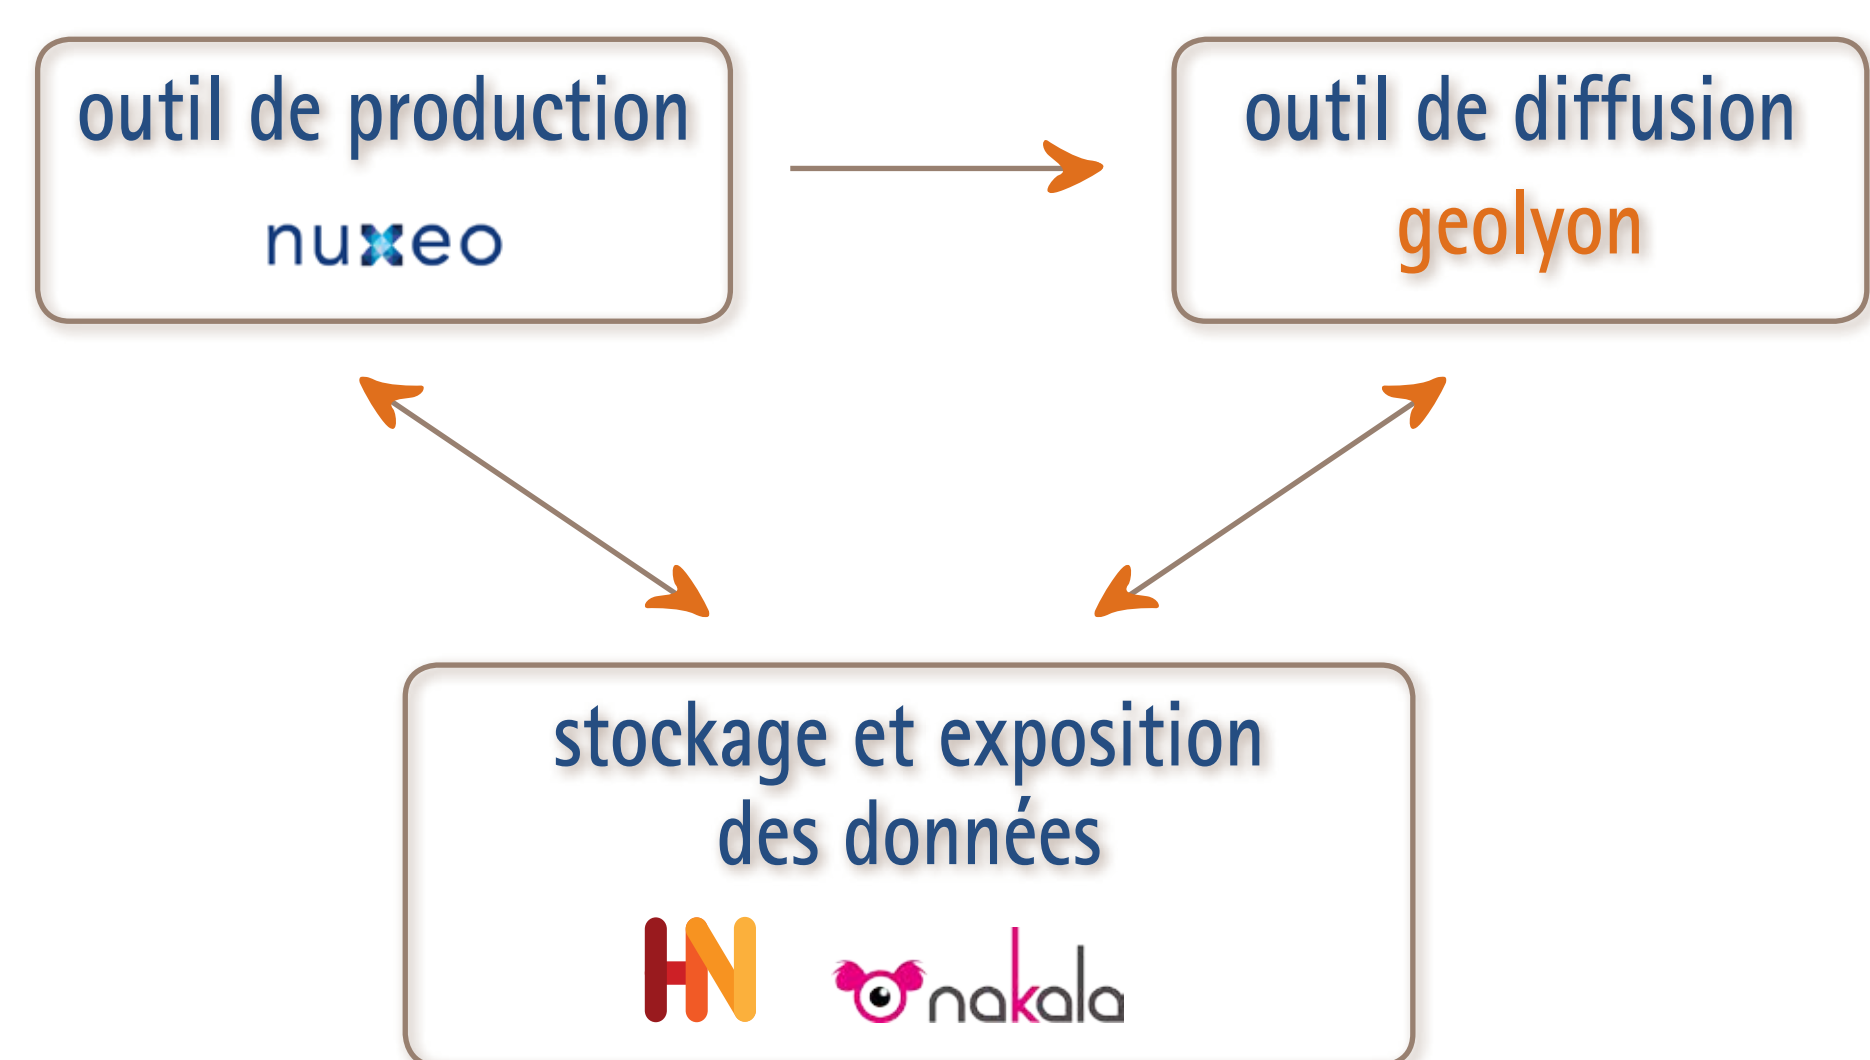 outil de production
nuxeo
outil de diffusion
geolyon
stockage et exposition
des données
HN
nakala